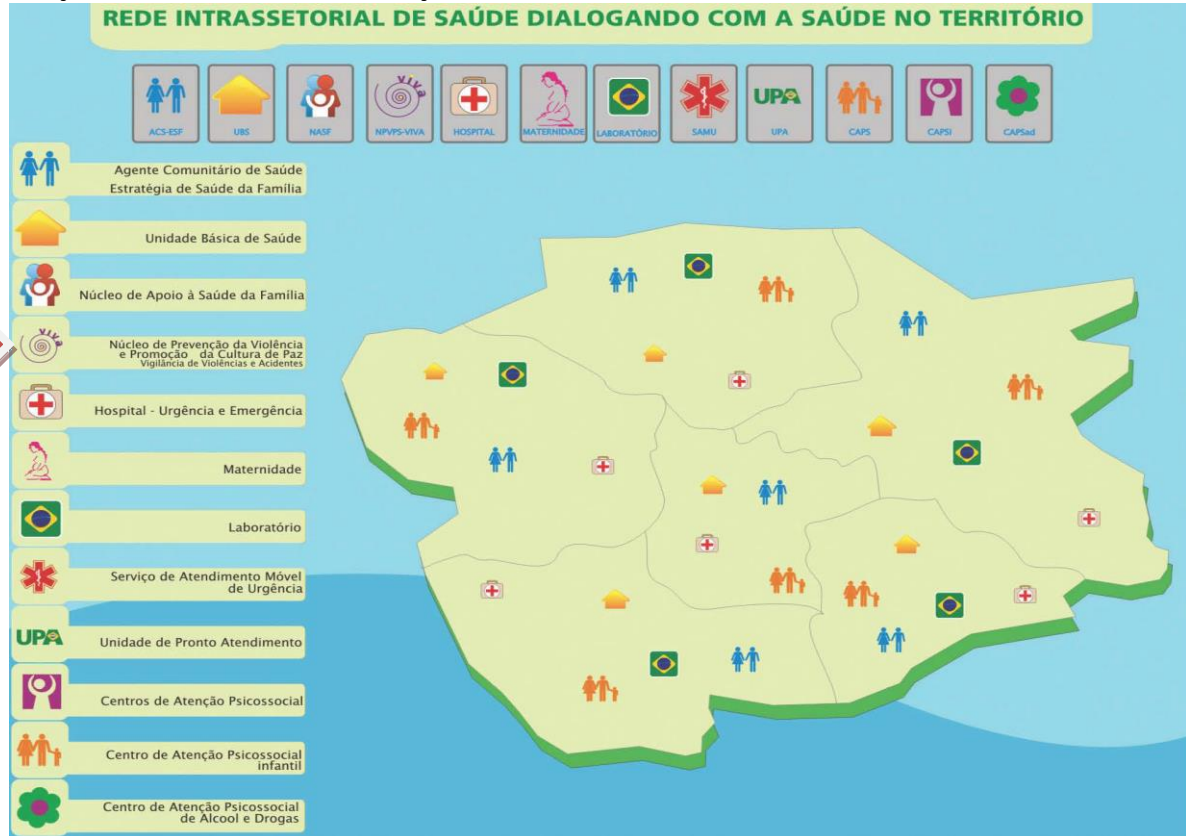 REDE INTRASSETORIAL DE SAÚDE DIALOGANDO COM A SAÚDE NO TERRITÓRIO
ACS-ESF
UBS
NASF
viva
NPVPS-VIVA
HOSPITAL
MATERNIDADE
LABORATÓRIO
SAMU
UPA
UPA
CAPS
CAPSi
CAPSad
Agente Comunitário de Saúde
Estratégia de Saúde da Família
Unidade Básica de Saúde
Núcleo de Apoio à Saúde da Família
viva
Núcleo de Prevenção da Violência
e Promoção da Cultura de Paz
Vigilância de Violências e Acidentes
Hospital - Urgência e Emergência
Maternidade
Laboratório
Serviço de Atendimento Móvel
de Urgência
UPA
Unidade de Pronto Atendimento
Centros de Atenção Psicossocial
Centro de Atenção Psicossocial
infantil
Centro de Atenção Psicossocial
de Álcool e Drogas